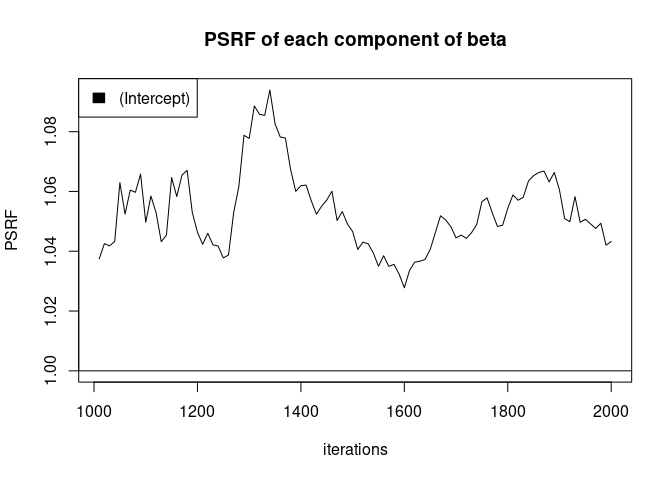 PSRF of each component of beta
(Intercept)
PSRF
1.08
1.06
1.04
1.02
1.00
1000 1200 1400 1600 1800 2000
iterations